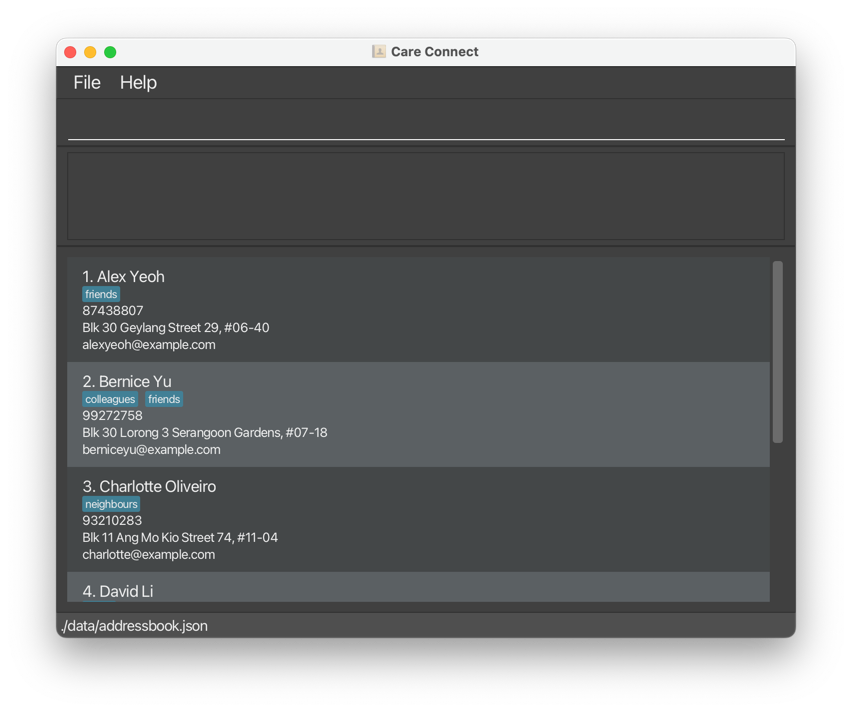 Care Connect
File Help
1. Alex Yeoh
friends
87438807
Blk 30 Geylang Street 29, #06-40
alexyeoh@example.com
2. Bernice Yu
colleagues friends
99272758
Blk 30 Lorong 3 Serangoon Gardens, #07-18
berniceyu@example.com
3. Charlotte Oliveiro
neighbours
93210283
Blk 11 Ang Mo Kio Street 74, #11-04
charlotte@example.com
4. David Li
./data/addressbook.json